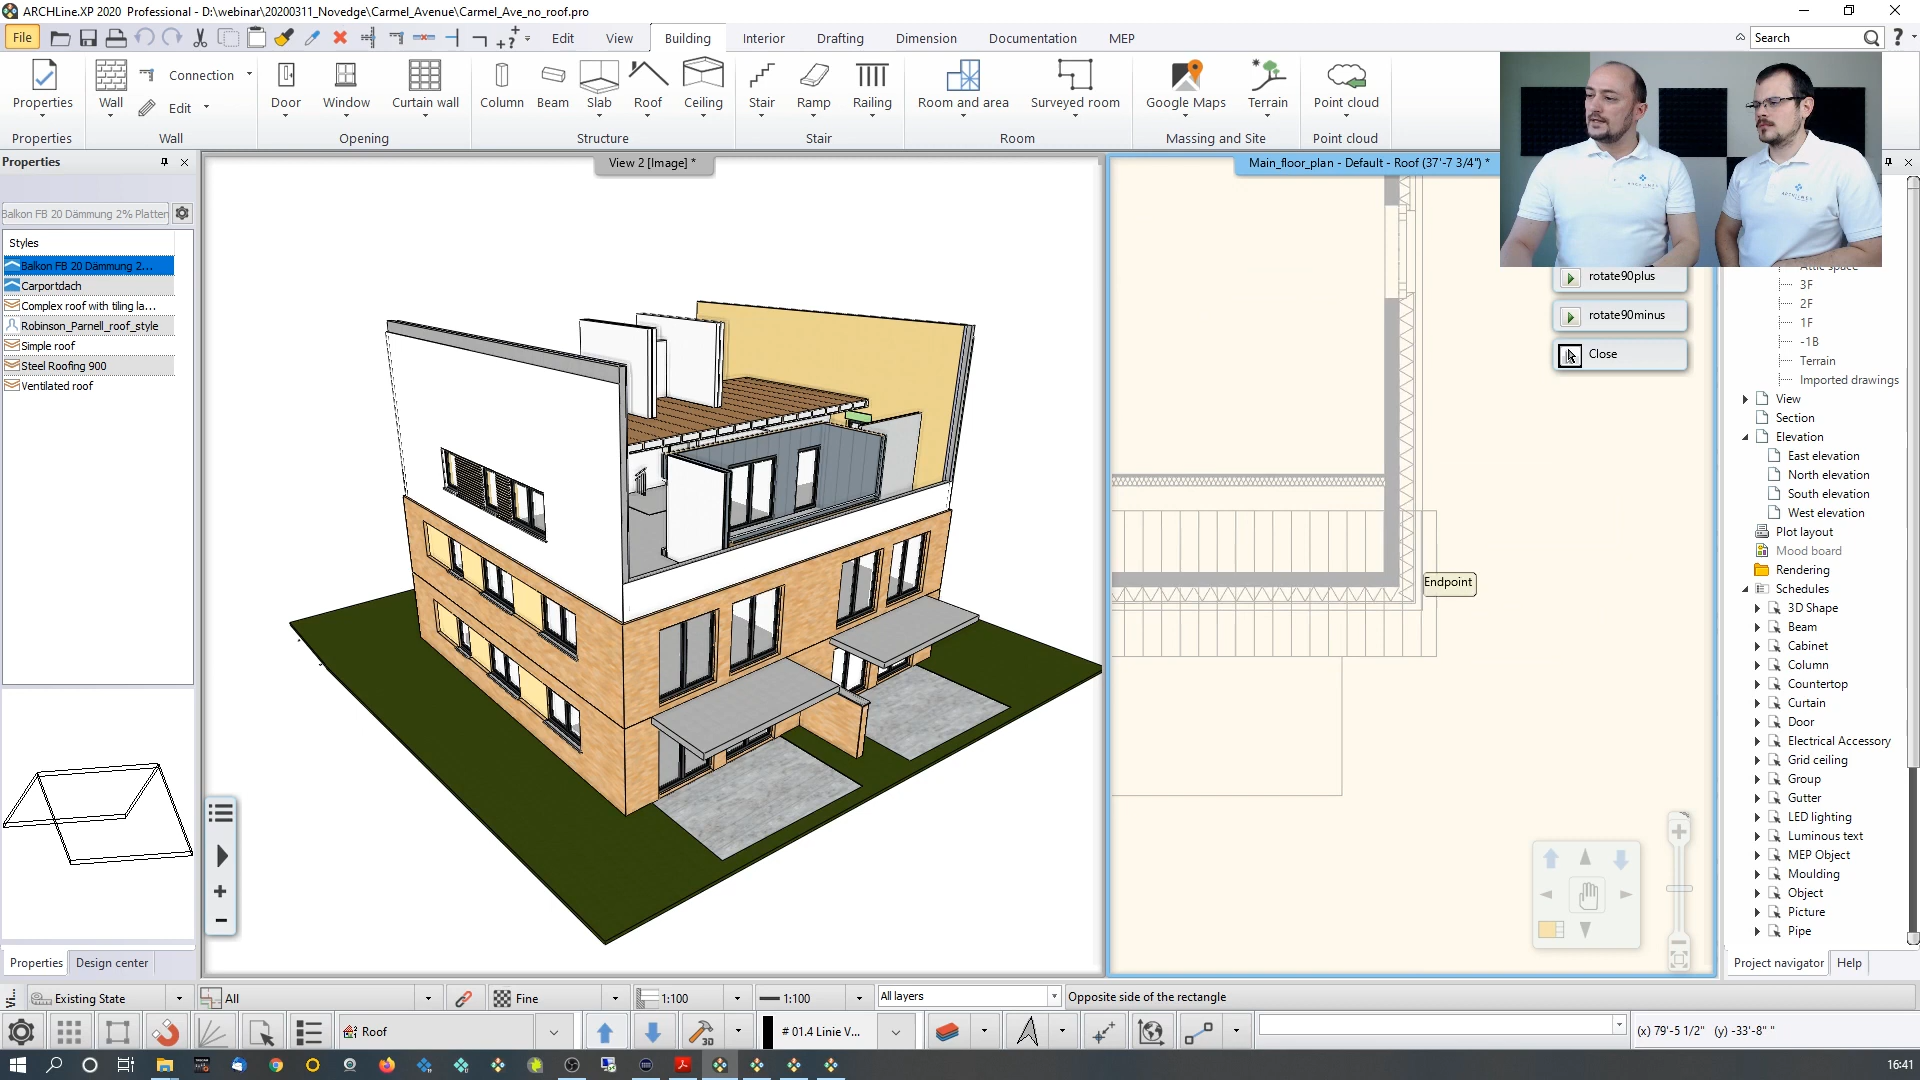 ARCHLine.XP 2020 Professional - D:\webinar\20200311_Novedge\Carmel_Avenue\Carmel_Ave_no_roof.pro
File
Edit
View
Building
Interior
Drafting
Dimension
Documentation
MEP
Search
?
Properties
Wall
Connection
Edit
Door
Window
Curtain wall
Column
Beam
Slab
Roof
Ceiling
Stair
Ramp
Railing
Room and area
Surveyed room
Google Maps
Terrain
Point cloud
Properties
Wall
Opening
Structure
Stair
Room
Massing and Site
Point cloud
Properties
View 2 [Image] *
Main_floor_plan - Default - Roof (37'-7 3/4") *
Balkon FB 20 Dämmung 2% Platten
Styles
Balkon FB 20 Dämmung 2...
Carportdach
Complex roof with tiling la...
Robinson_Parnell_roof_style
Simple roof
Steel Roofing 900
Ventilated roof
rotate90plus
rotate90minus
Close
Endpoint
Attic space
3F
2F
1F
-1B
Terrain
Imported drawings
View
Section
Elevation
East elevation
North elevation
South elevation
West elevation
Plot layout
Mood board
Rendering
Schedules
3D Shape
Beam
Cabinet
Column
Countertop
Curtain
Door
Electrical Accessory
Grid ceiling
Group
Gutter
LED lighting
Luminous text
MEP Object
Moulding
Object
Picture
Pipe
Properties
Design center
Project navigator
Help
Existing State
All
Fine
1:100
1:100
All layers
Opposite side of the rectangle
Roof
3D
# 01.4 Linie V...
(x) 79'-5 1/2" (y) -33'-8" "
16:41